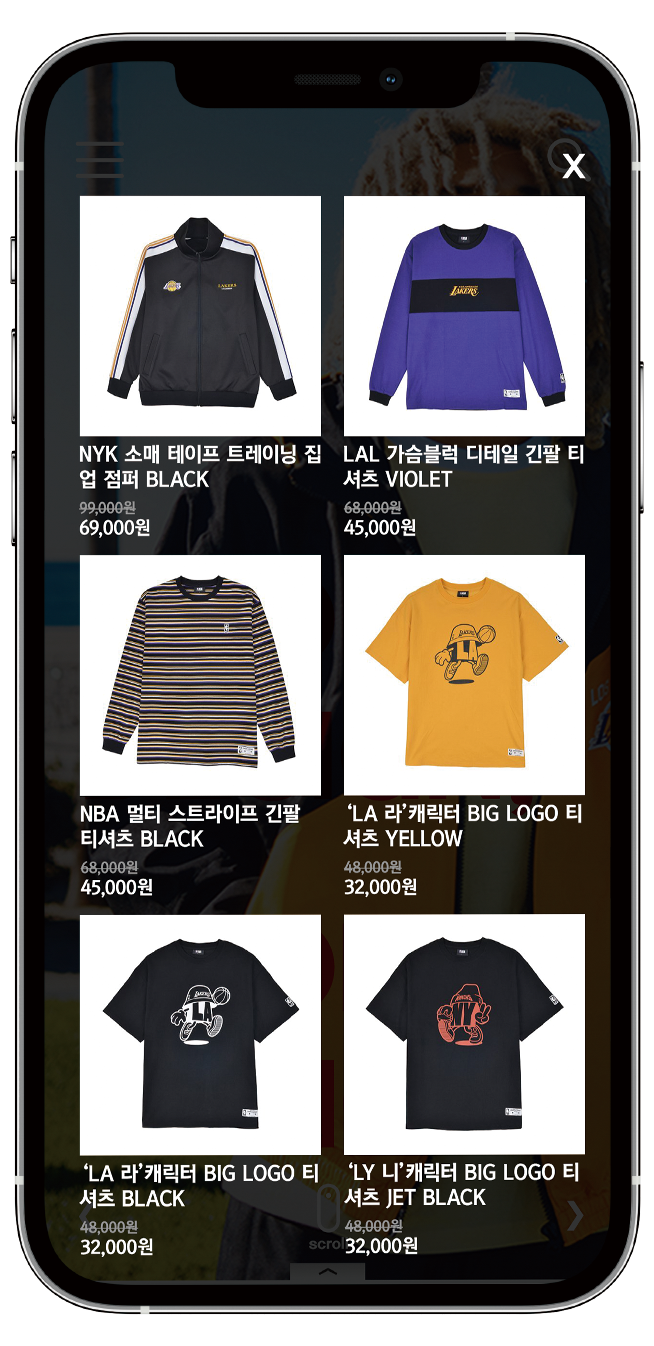 X
LAKERS
LAKERS
NYK 소매 테이프 트레이닝 집
업 점퍼 BLACK
99,000원
69,000원
LAL 가슴블럭 디테일 긴팔 티
셔츠 VIOLET
68,000원
45,000원
LOS
LAKERS
LA
NBA 멀티 스트라이프 긴팔
티셔츠 BLACK
68,000원
45,000원
‘LA 라’캐릭터 BIG LOGO 티
셔츠 YELLOW
48,000원
32,000원
LAKERS
LA
NY
‘LA 라’캐릭터 BIG LOGO 티
셔츠 BLACK
48,000원
32,000원
‘LY 니’캐릭터 BIG LOGO 티
셔츠 JET BLACK
48,000원
32,000원
scrol